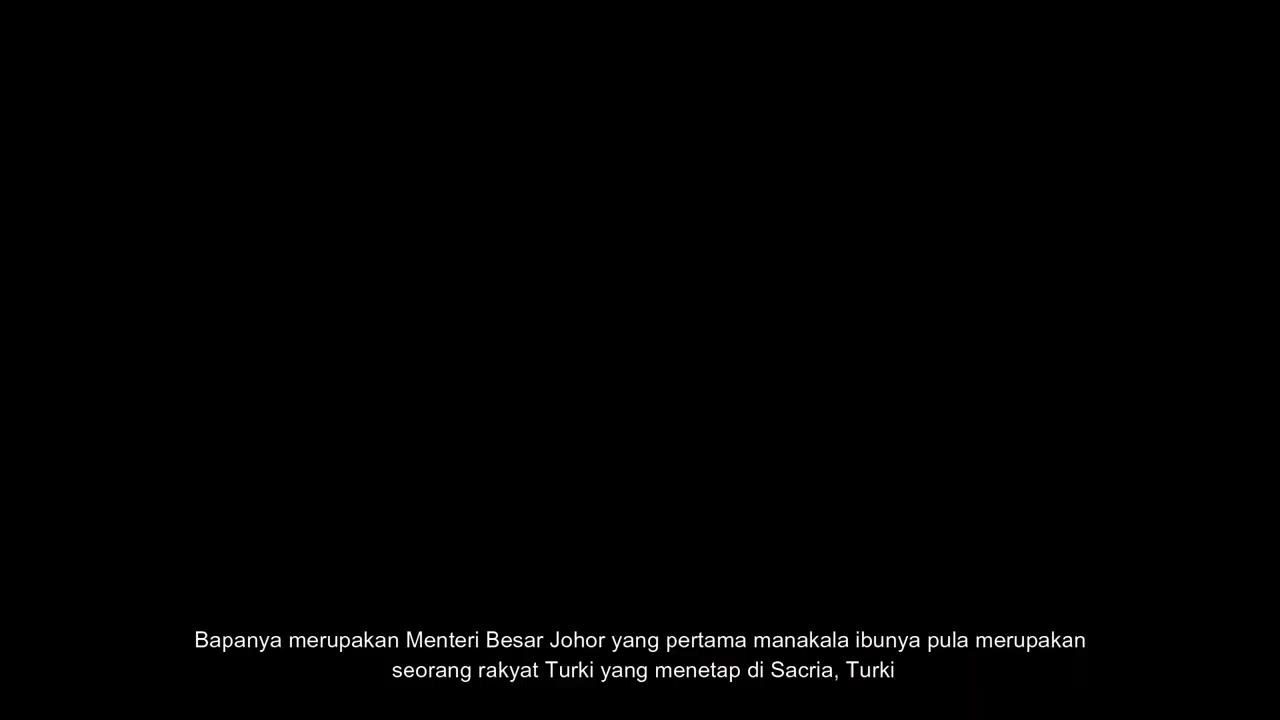 Bapanya merupakan Menteri Besar Johor yang pertama manakala ibunya pula merupakan
seorang rakyat Turki yang menetap di Sacria, Turki